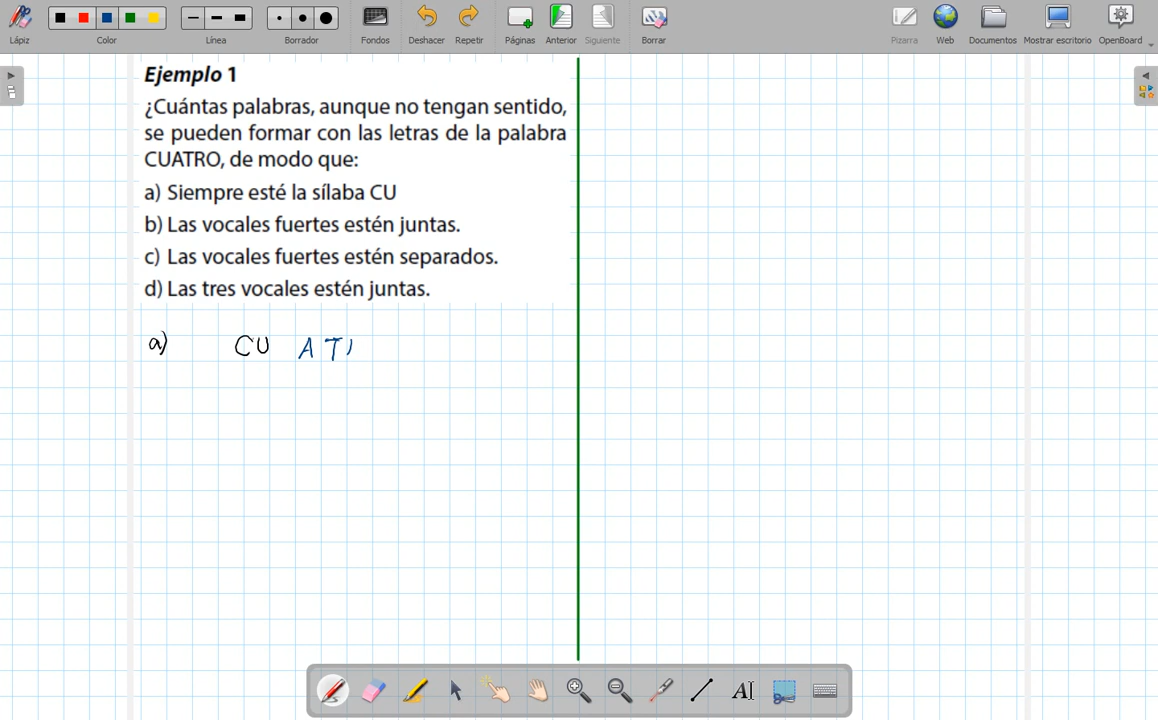 Lápiz Color Línea Borrador Fondos Deshacer Repetir Páginas Anterior Siguiente Borrar Pizarra Web Documentos Mostrar escritorio OpenBoard
Ejemplo 1
¿Cuántas palabras, aunque no tengan sentido,
se pueden formar con las letras de la palabra
CUATRO, de modo que:
a) Siempre esté la sílaba CU
b) Las vocales fuertes estén juntas.
c) Las vocales fuertes estén separados.
d) Las tres vocales estén juntas.
a) CU A T